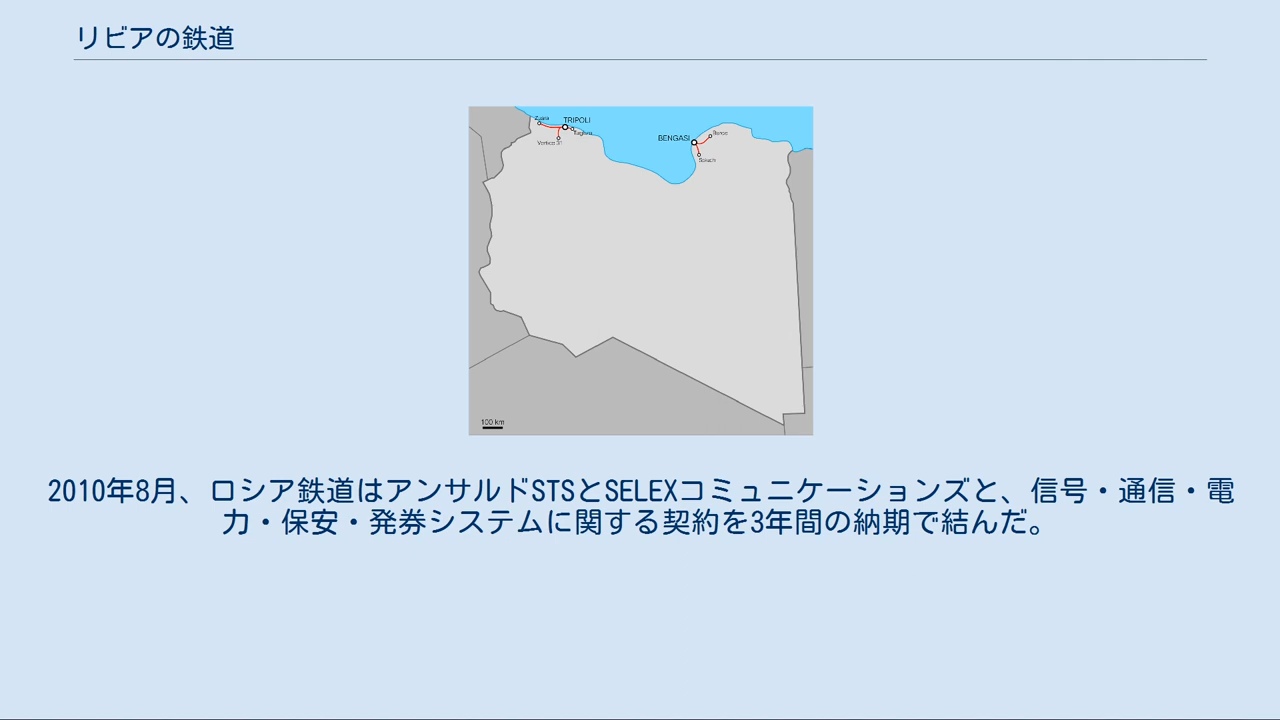 リビアの鉄道
Zuara
TRIPOLI
BENGASI
100 km
2010年8月、ロシア鉄道はアンサルドSTSとSELEXコミュニケーションズと、信号・通信・電
力・保安・発券システムに関する契約を3年間の納期で結んだ。